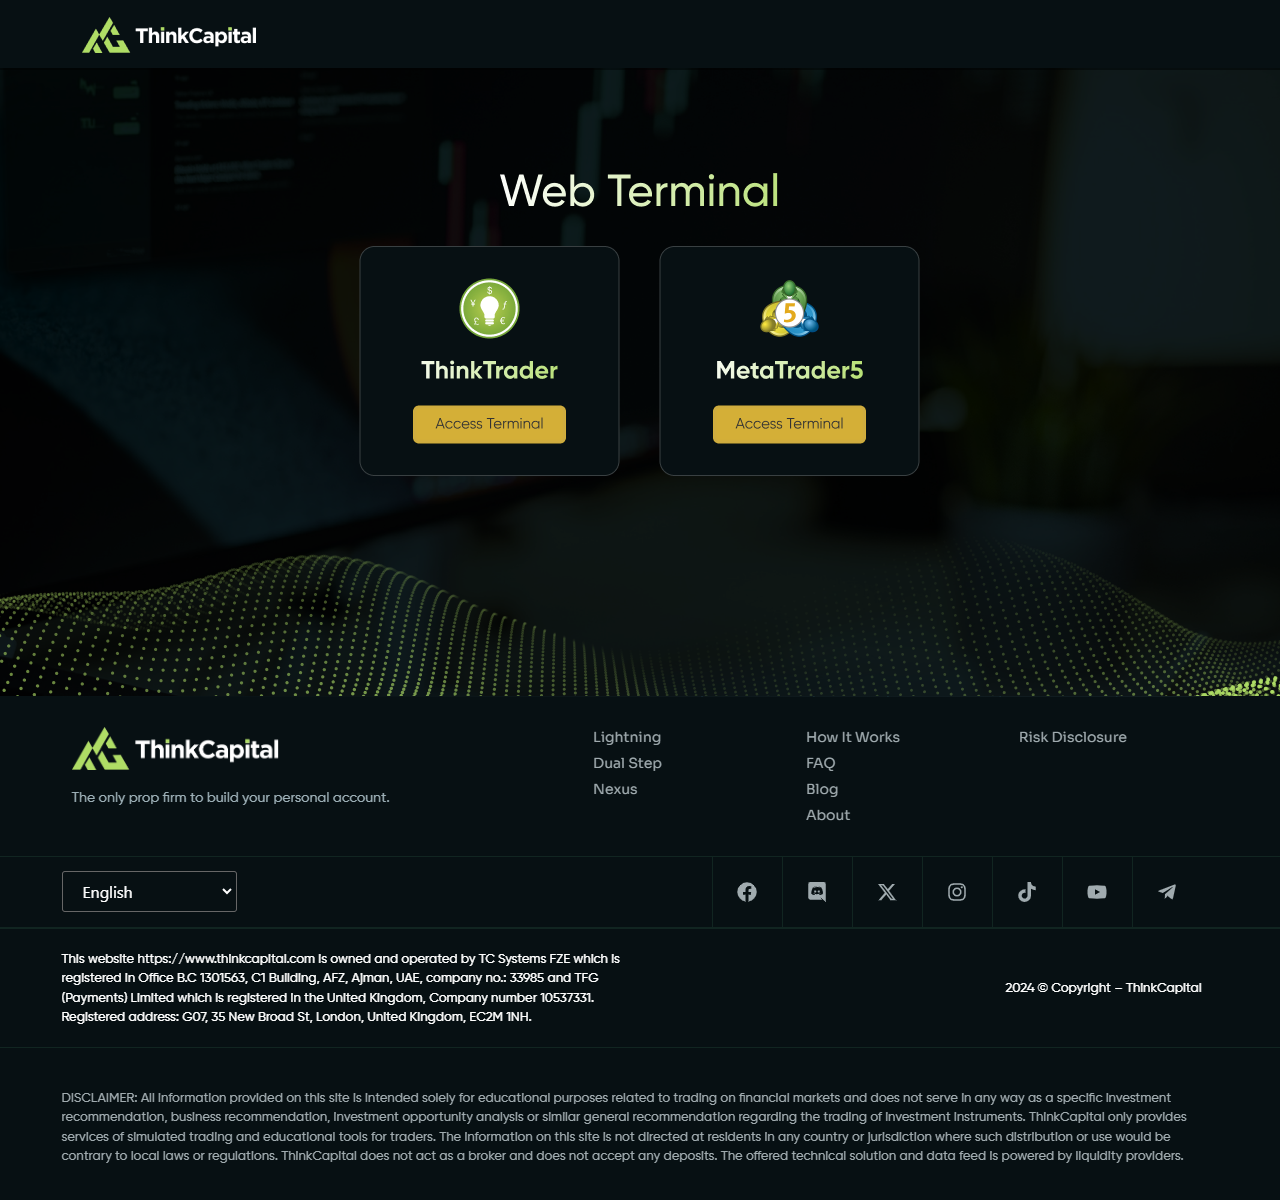 ThinkCapital
Web Terminal
ThinkTrader
MetaTrader5
Access Terminal
Access Terminal
ThinkCapital
The only prop firm to build your personal account.
Lightning
Dual Step
Nexus
How It Works
FAQ
Blog
About
Risk Disclosure
English
This website https://www.thinkcapital.com is owned and operated by TC Systems FZE which is
registered in Office B.C 1301563, C1 Building, AFZ, Ajman, UAE, company no.: 33985 and TFG
(Payments) Limited which is registered in the United Kingdom, Company number 10537331.
Registered address: G07, 35 New Broad St, London, United Kingdom, EC2M 1NH.
2024 © Copyright – ThinkCapital
DISCLAIMER: All information provided on this site is intended solely for educational purposes related to trading on financial markets and does not serve in any way as a specific investment
recommendation, business recommendation, investment opportunity analysis or similar general recommendation regarding the trading of investment instruments. ThinkCapital only provides
services of simulated trading and educational tools for traders. The information on this site is not directed at residents in any country or jurisdiction where such distribution or use would be
contrary to local laws or regulations. ThinkCapital does not act as a broker and does not accept any deposits. The offered technical solution and data feed is powered by liquidity providers.